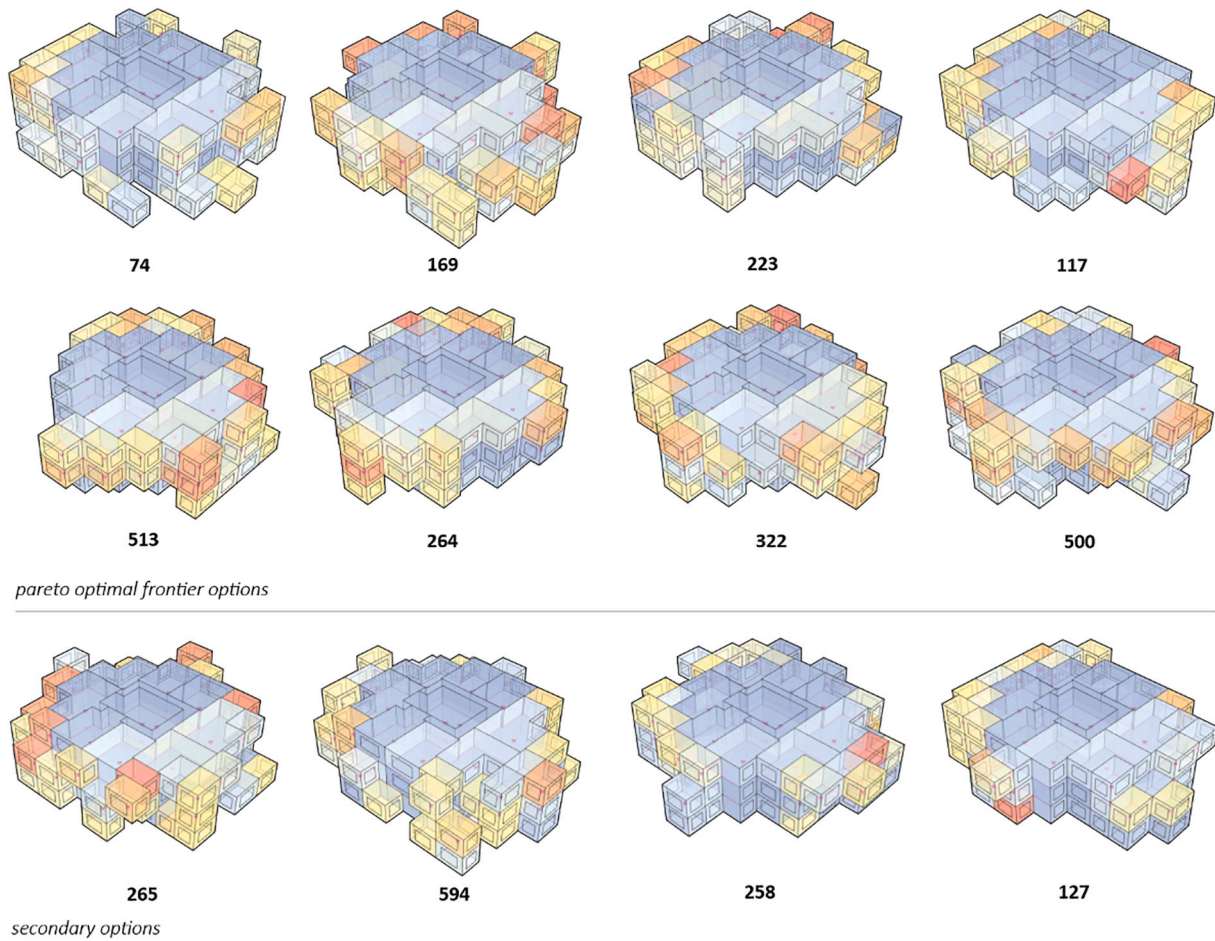 74 169 223 117
513 264 322 500
pareto optimal frontier options
265 594 258 127
secondary options